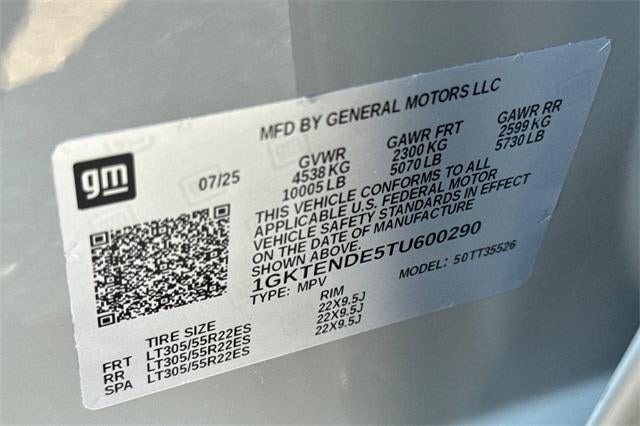 MFD BY GENERAL MOTORS LLC
gm
07/25
GVWR GAWR FRT GAWR RR
4538 KG 2300 KG 2599 KG
10005 LB 5070 LB 5730 LB
THIS VEHICLE CONFORMS TO ALL
APPLICABLE U.S. FEDERAL MOTOR
VEHICLE SAFETY STANDARDS IN EFFECT
ON THE DATE OF MANUFACTURE
SHOWN ABOVE.
1GKTENDE5TU600290
TYPE: MPV MODEL: 50TT35526
TIRE SIZE RIM
FRT LT305/55R22ES 22X9.5J
RR LT305/55R22ES 22X9.5J
SPA LT305/55R22ES 22X9.5J